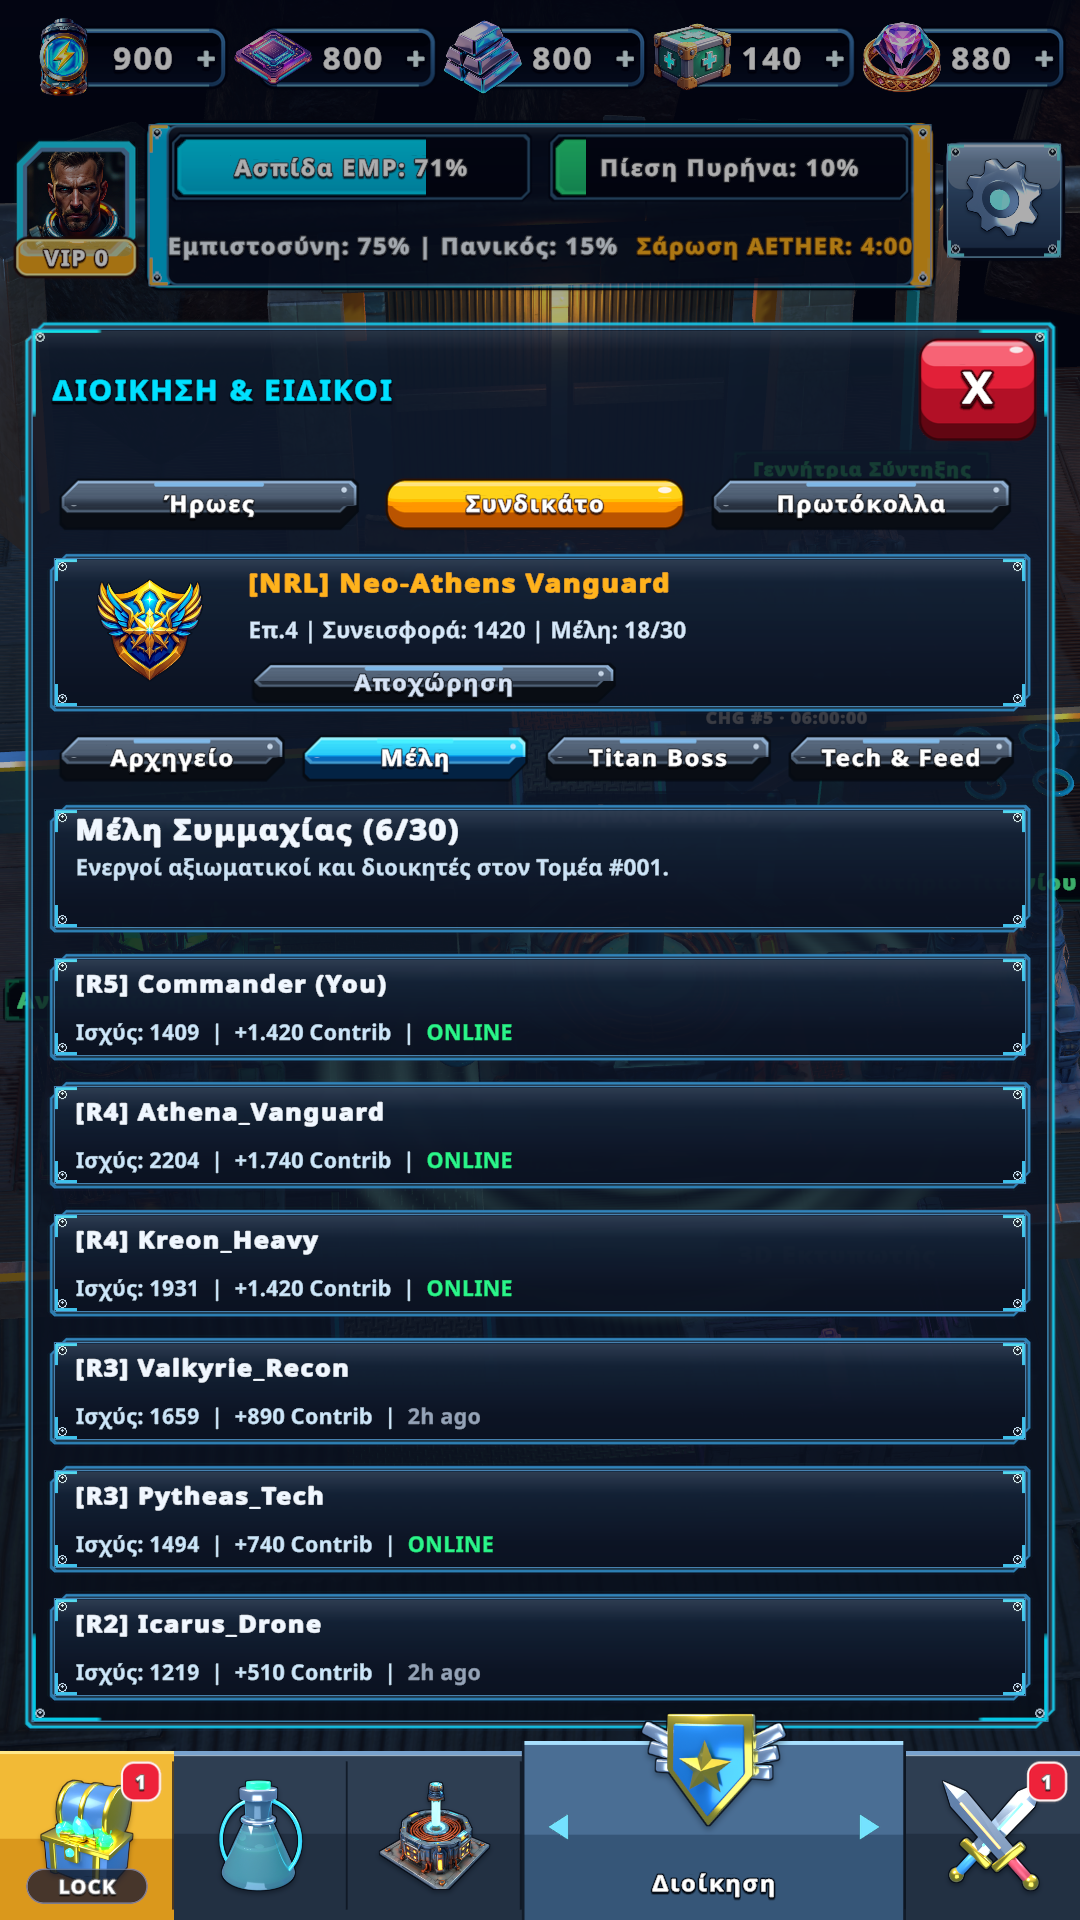 900 +
800 +
800 +
140 +
880 +
Ασπίδα EMP: 71%
Πίεση Πυρήνα: 10%
VIP 0
Εμπιστοσύνη: 75% | Πανικός: 15%
Σάρωση AETHER: 4:00
ΔΙΟΙΚΗΣΗ & ΕΙΔΙΚΟΙ
X
Γεννήτρια Σύντηξης
Ήρωες
Συνδικάτο
Πρωτόκολλα
[NRL] Neo-Athens Vanguard
Επ.4 | Συνεισφορά: 1420 | Μέλη: 18/30
Αποχώρηση
CHG #5 · 06:00:00
Αρχηγείο
Μέλη
Titan Boss
Tech & Feed
Μέλη Συμμαχίας (6/30)
Ενεργοί αξιωματικοί και διοικητές στον Τομέα #001.
[R5] Commander (You)
Ισχύς: 1409 | +1.420 Contrib | ONLINE
[R4] Athena_Vanguard
Ισχύς: 2204 | +1.740 Contrib | ONLINE
[R4] Kreon_Heavy
Ισχύς: 1931 | +1.420 Contrib | ONLINE
[R3] Valkyrie_Recon
Ισχύς: 1659 | +890 Contrib | 2h ago
[R3] Pytheas_Tech
Ισχύς: 1494 | +740 Contrib | ONLINE
[R2] Icarus_Drone
Ισχύς: 1219 | +510 Contrib | 2h ago
1
1
LOCK
Διοίκηση